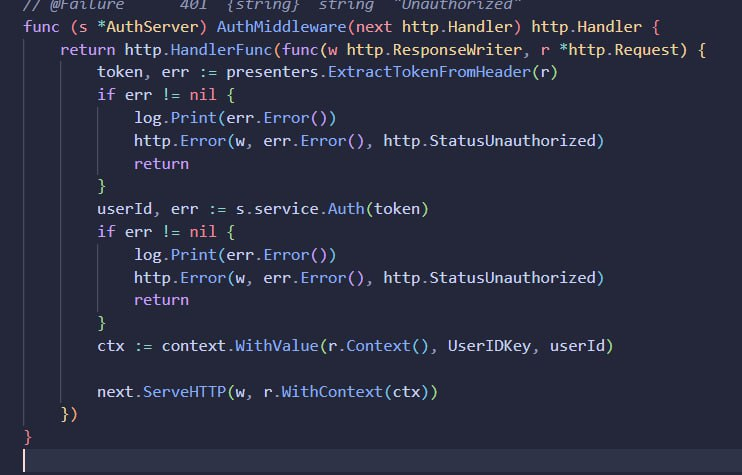 // @Failure      401  {string}  string  "Unauthorized"
func (s *AuthServer) AuthMiddleware(next http.Handler) http.Handler {
    return http.HandlerFunc(func(w http.ResponseWriter, r *http.Request) {
        token, err := presenters.ExtractTokenFromHeader(r)
        if err != nil {
            log.Print(err.Error())
            http.Error(w, err.Error(), http.StatusUnauthorized)
            return
        }
        userId, err := s.service.Auth(token)
        if err != nil {
            log.Print(err.Error())
            http.Error(w, err.Error(), http.StatusUnauthorized)
            return
        }
        ctx := context.WithValue(r.Context(), UserIDKey, userId)

        next.ServeHTTP(w, r.WithContext(ctx))
    })
}